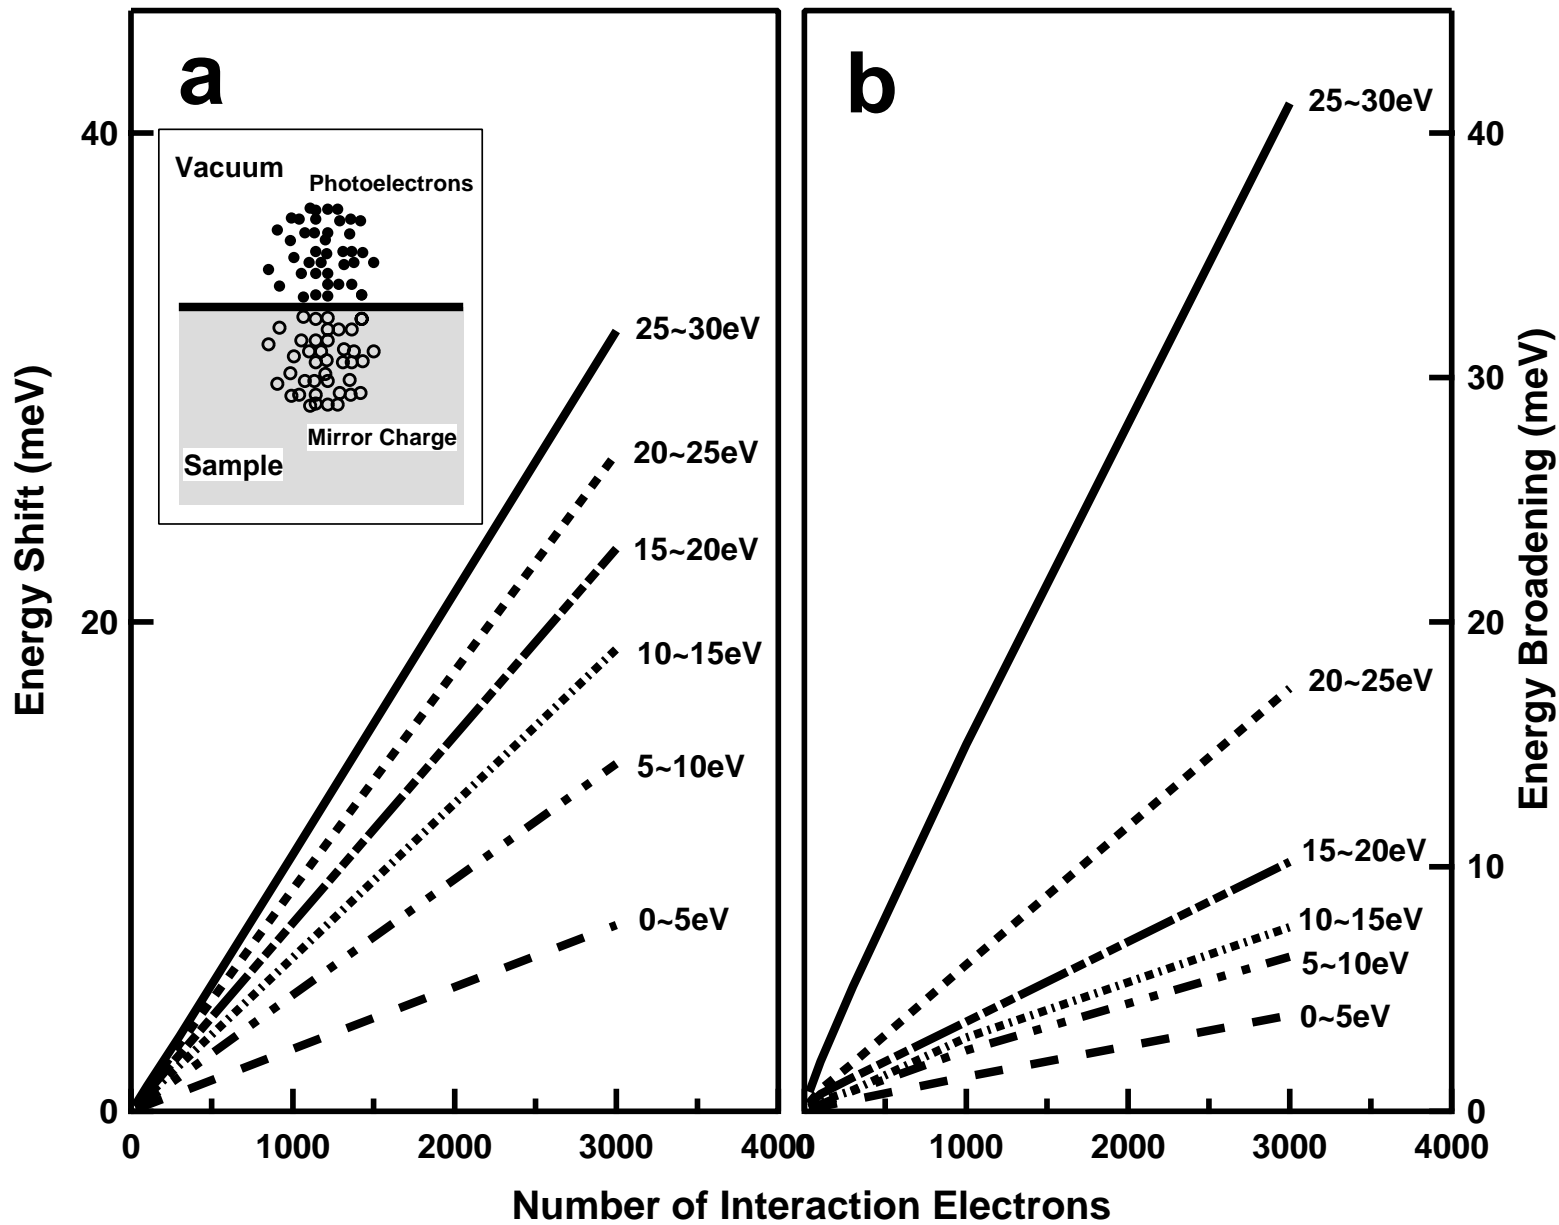 a
Vacuum
Photoelectrons
Mirror Charge
Sample
Energy Shift (meV)
40
20
0
25~30eV
20~25eV
15~20eV
10~15eV
5~10eV
0~5eV
0
1000
2000
3000
4000
b
25~30eV
20~25eV
15~20eV
10~15eV
5~10eV
0~5eV
40
30
20
10
0
Energy Broadening (meV)
0
1000
2000
3000
4000
Number of Interaction Electrons